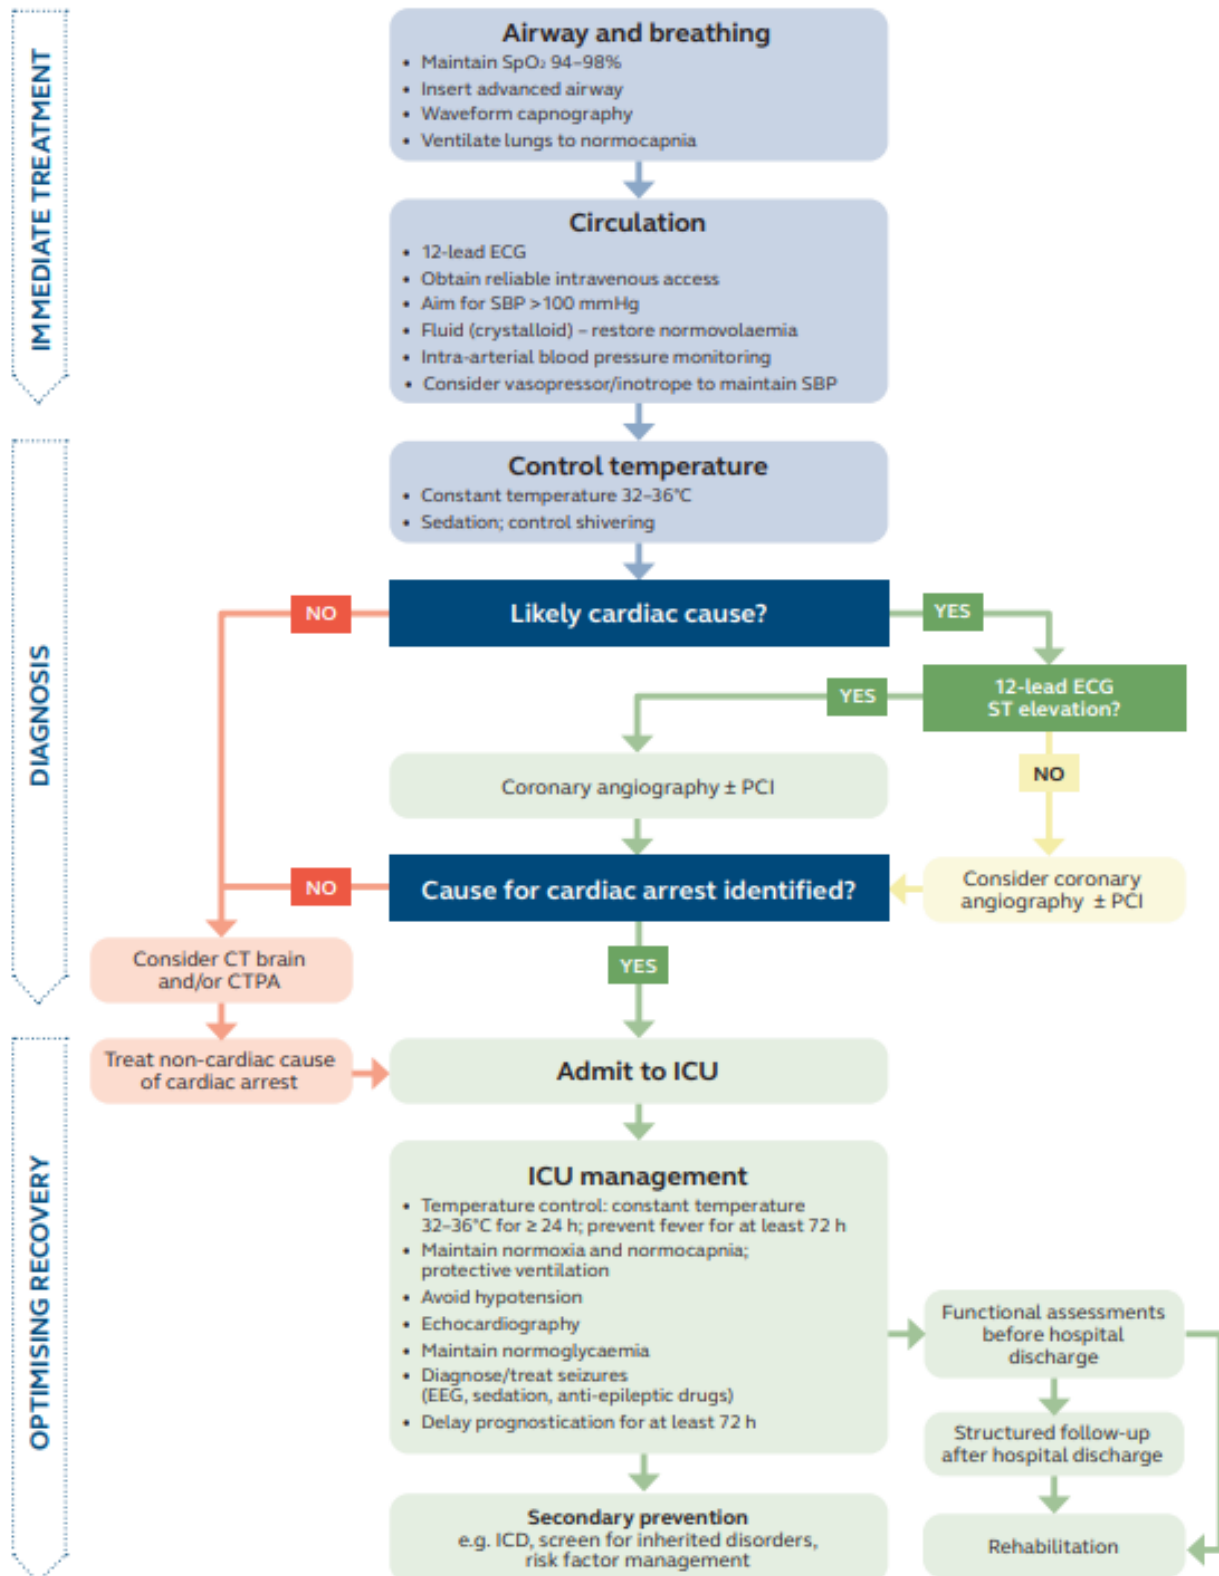 IMMEDIATE TREATMENT
Airway and breathing
• Maintain SpO₂ 94–98%
• Insert advanced airway
• Waveform capnography
• Ventilate lungs to normocapnia
Circulation
• 12-lead ECG
• Obtain reliable intravenous access
• Aim for SBP >100 mmHg
• Fluid (crystalloid) – restore normovolaemia
• Intra-arterial blood pressure monitoring
• Consider vasopressor/inotrope to maintain SBP
DIAGNOSIS
Control temperature
• Constant temperature 32–36°C
• Sedation; control shivering
NO
Likely cardiac cause?
YES
12-lead ECG
ST elevation?
YES
NO
Coronary angiography ± PCI
Consider coronary
angiography ± PCI
NO
Cause for cardiac arrest identified?
YES
Consider CT brain
and/or CTPA
OPTIMISING RECOVERY
Treat non-cardiac cause
of cardiac arrest
Admit to ICU
ICU management
• Temperature control: constant temperature
32–36°C for ≥ 24 h; prevent fever for at least 72 h
• Maintain normoxia and normocapnia;
protective ventilation
• Avoid hypotension
• Echocardiography
• Maintain normoglycaemia
• Diagnose/treat seizures
(EEG, sedation, anti-epileptic drugs)
• Delay prognostication for at least 72 h
Functional assessments
before hospital
discharge
Structured follow-up
after hospital discharge
Rehabilitation
Secondary prevention
e.g. ICD, screen for inherited disorders,
risk factor management